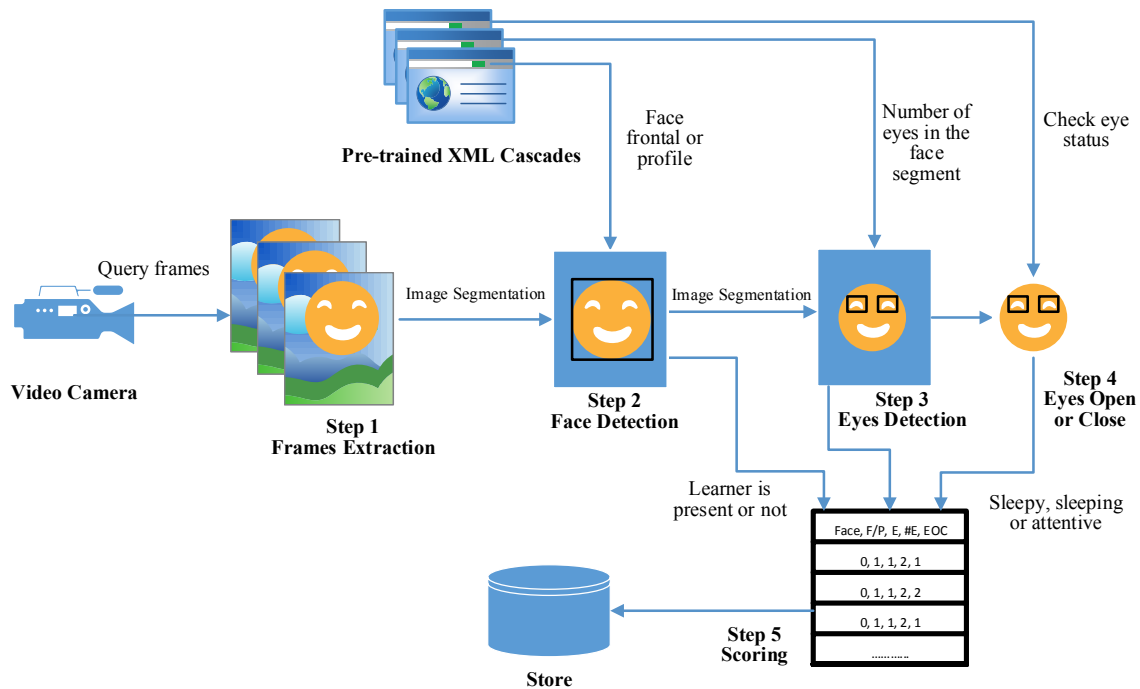 Pre-trained XML Cascades
Face
frontal or
profile
Number of
eyes in the
face
segment
Check eye
status
Query frames
Image Segmentation
Image Segmentation
Video Camera
Step 1
Frames Extraction
Step 2
Face Detection
Step 3
Eyes Detection
Step 4
Eyes Open
or Close
Learner is
present or not
Sleepy, sleeping
or attentive
Face, F/P, E, #E, EOC
0, 1, 1, 2, 1
0, 1, 1, 2, 2
0, 1, 1, 2, 1
............
Step 5
Scoring
Store